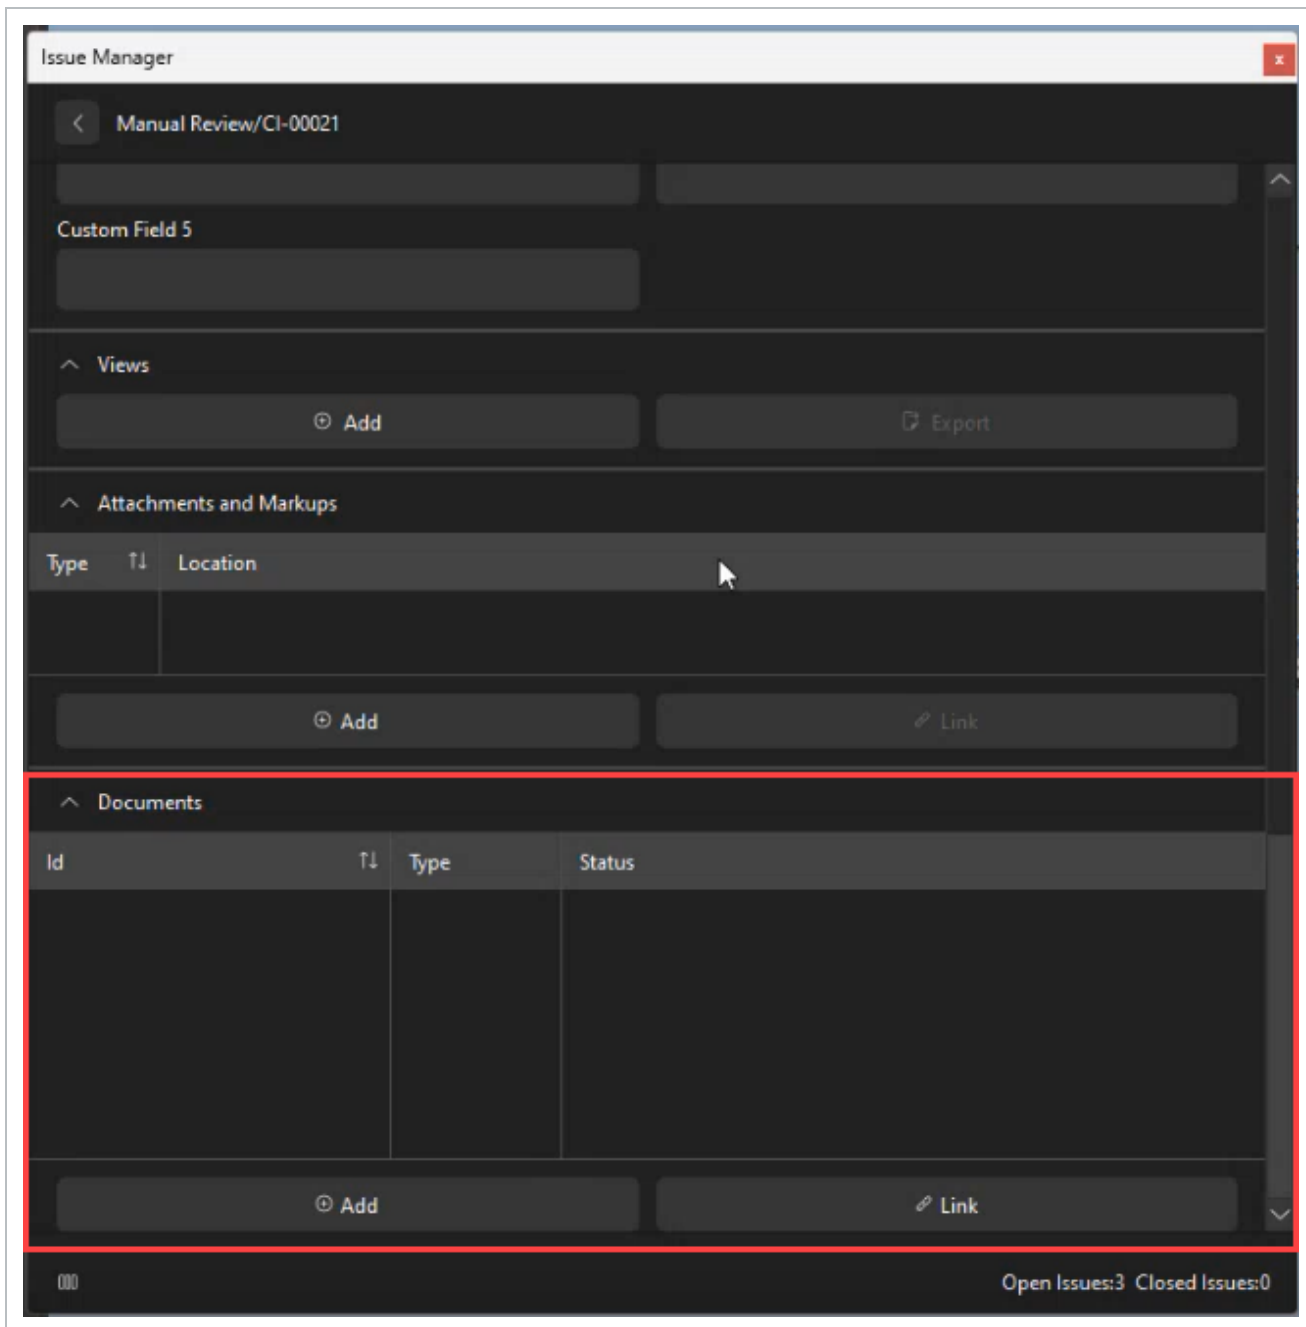 Issue Manager
x
Manual Review/CI-00021
Custom Field 5
Views
Add Export
Attachments and Markups
Type Location
Add Link
Documents
Id Type Status
Add Link
Open Issues:3 Closed Issues:0